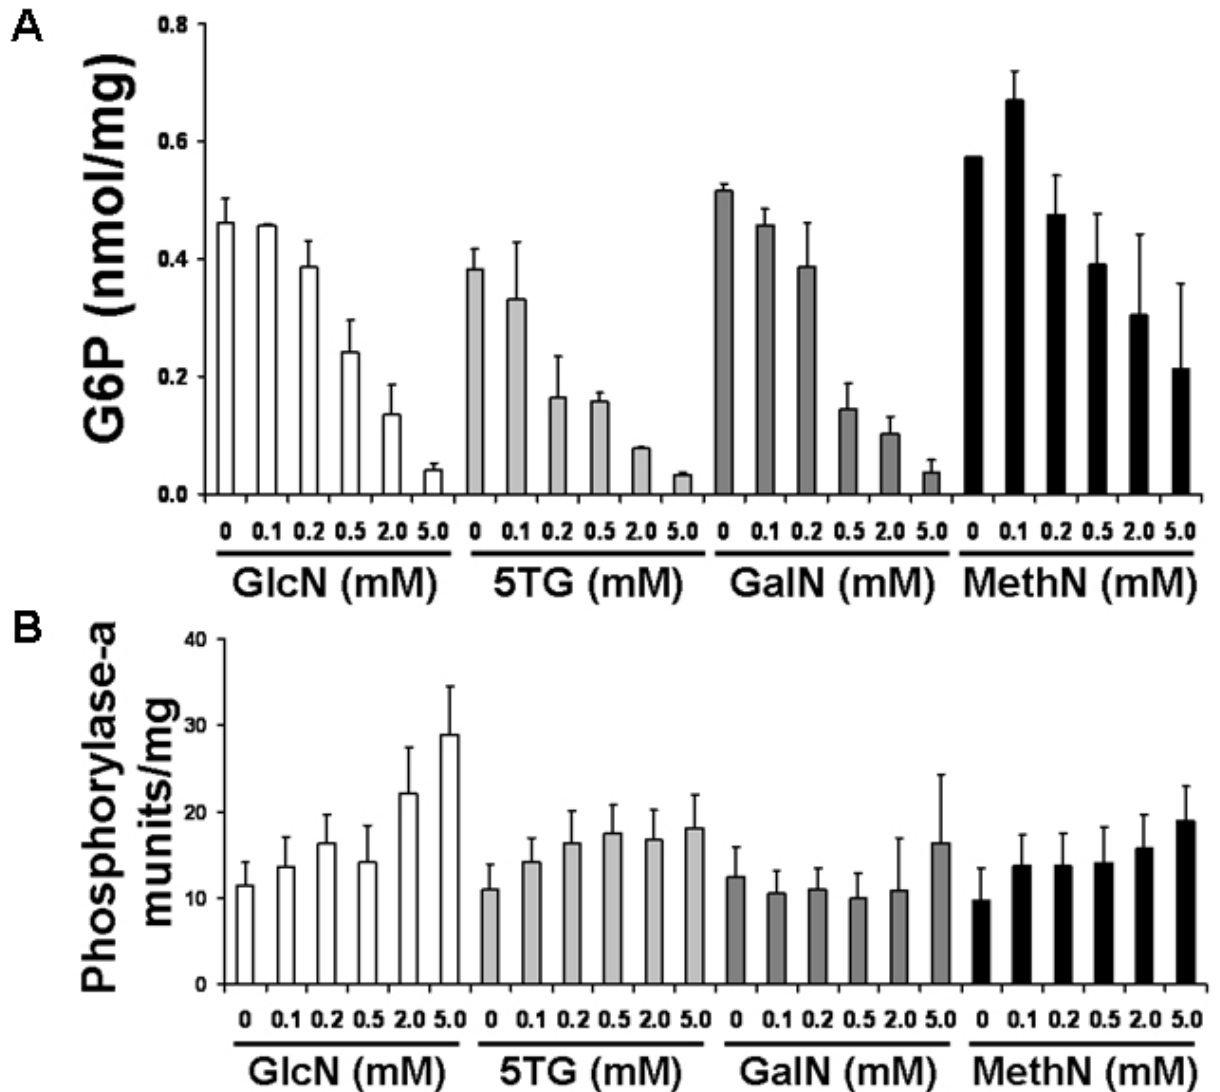 A
G6P (nmol/mg)
0.8
0.6
0.4
0.2
0.0
0 0.1 0.2 0.5 2.0 5.0 0 0.1 0.2 0.5 2.0 5.0 0 0.1 0.2 0.5 2.0 5.0 0 0.1 0.2 0.5 2.0 5.0
GlcN (mM) 5TG (mM) GalN (mM) MethN (mM)
B
Phosphorylase-a
munits/mg
40
30
20
10
0
0 0.1 0.2 0.5 2.0 5.0 0 0.1 0.2 0.5 2.0 5.0 0 0.1 0.2 0.5 2.0 5.0 0 0.1 0.2 0.5 2.0 5.0
GlcN (mM) 5TG (mM) GalN (mM) MethN (mM)